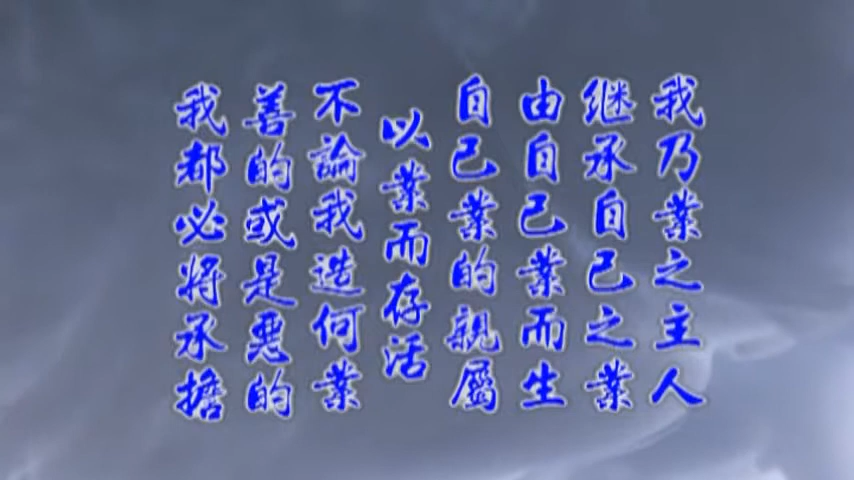 我乃業之主人
继承自己之業
由自己業而生
自己業的親屬
以業而存活
不論我造何業
善的或是惡的
我都必將承擔